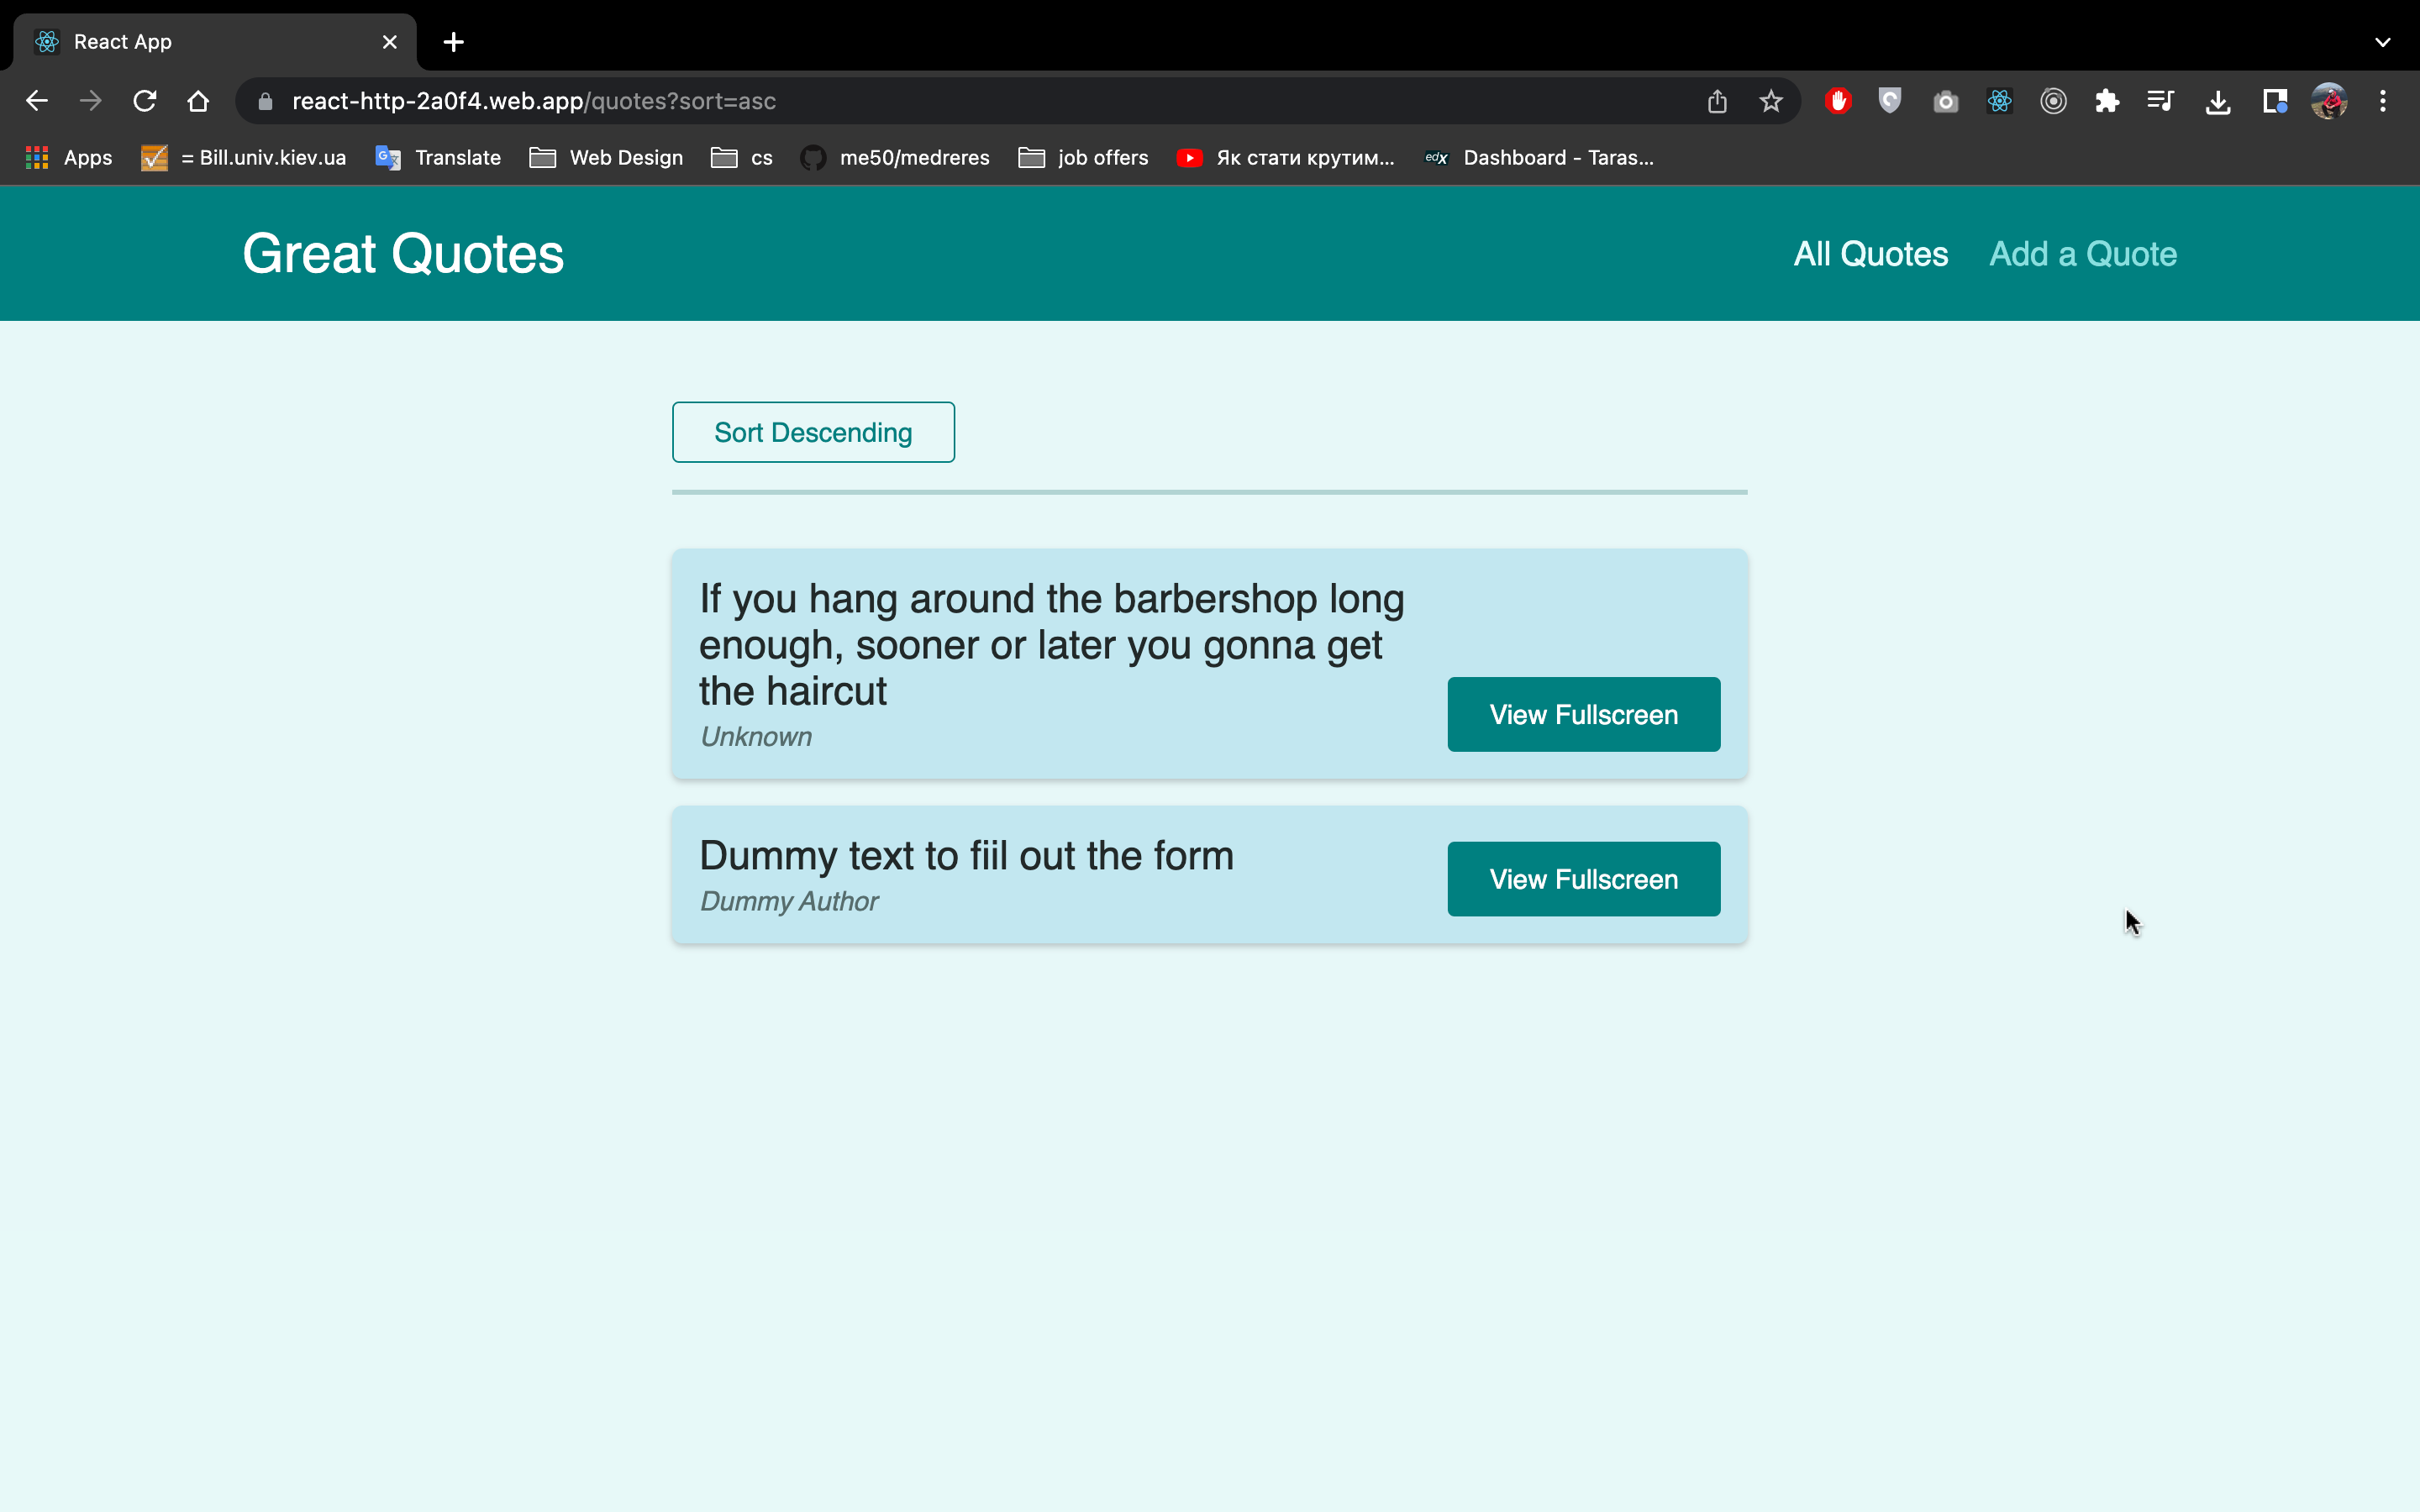 React App
react-http-2a0f4.web.app/quotes?sort=asc
Apps = Bill.univ.kiev.ua Translate Web Design cs me50/medreres job offers Як стати крутим... edX Dashboard - Taras...
Great Quotes All Quotes Add a Quote
Sort Descending
If you hang around the barbershop long
enough, sooner or later you gonna get
the haircut
Unknown
View Fullscreen
Dummy text to fiil out the form
Dummy Author
View Fullscreen